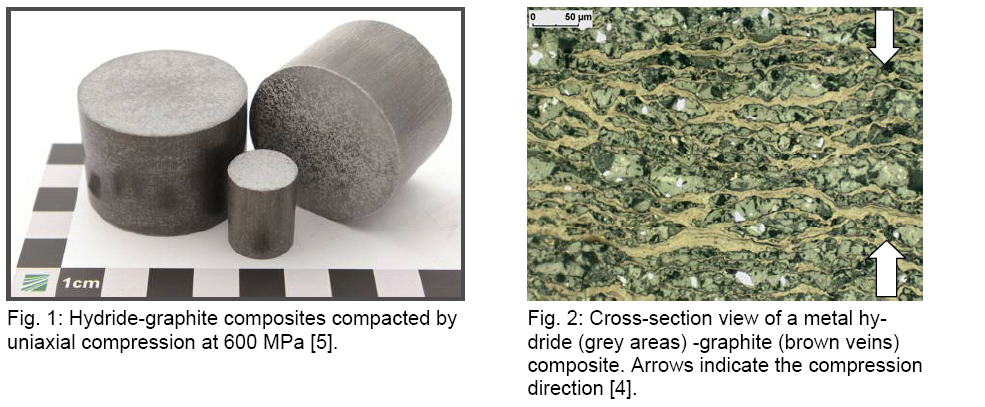 1cm
Fig. 1: Hydride-graphite composites compacted by
uniaxial compression at 600 MPa [5].
0 50 µm
Fig. 2: Cross-section view of a metal hy-
dride (grey areas) -graphite (brown veins)
composite. Arrows indicate the compression
direction [4].